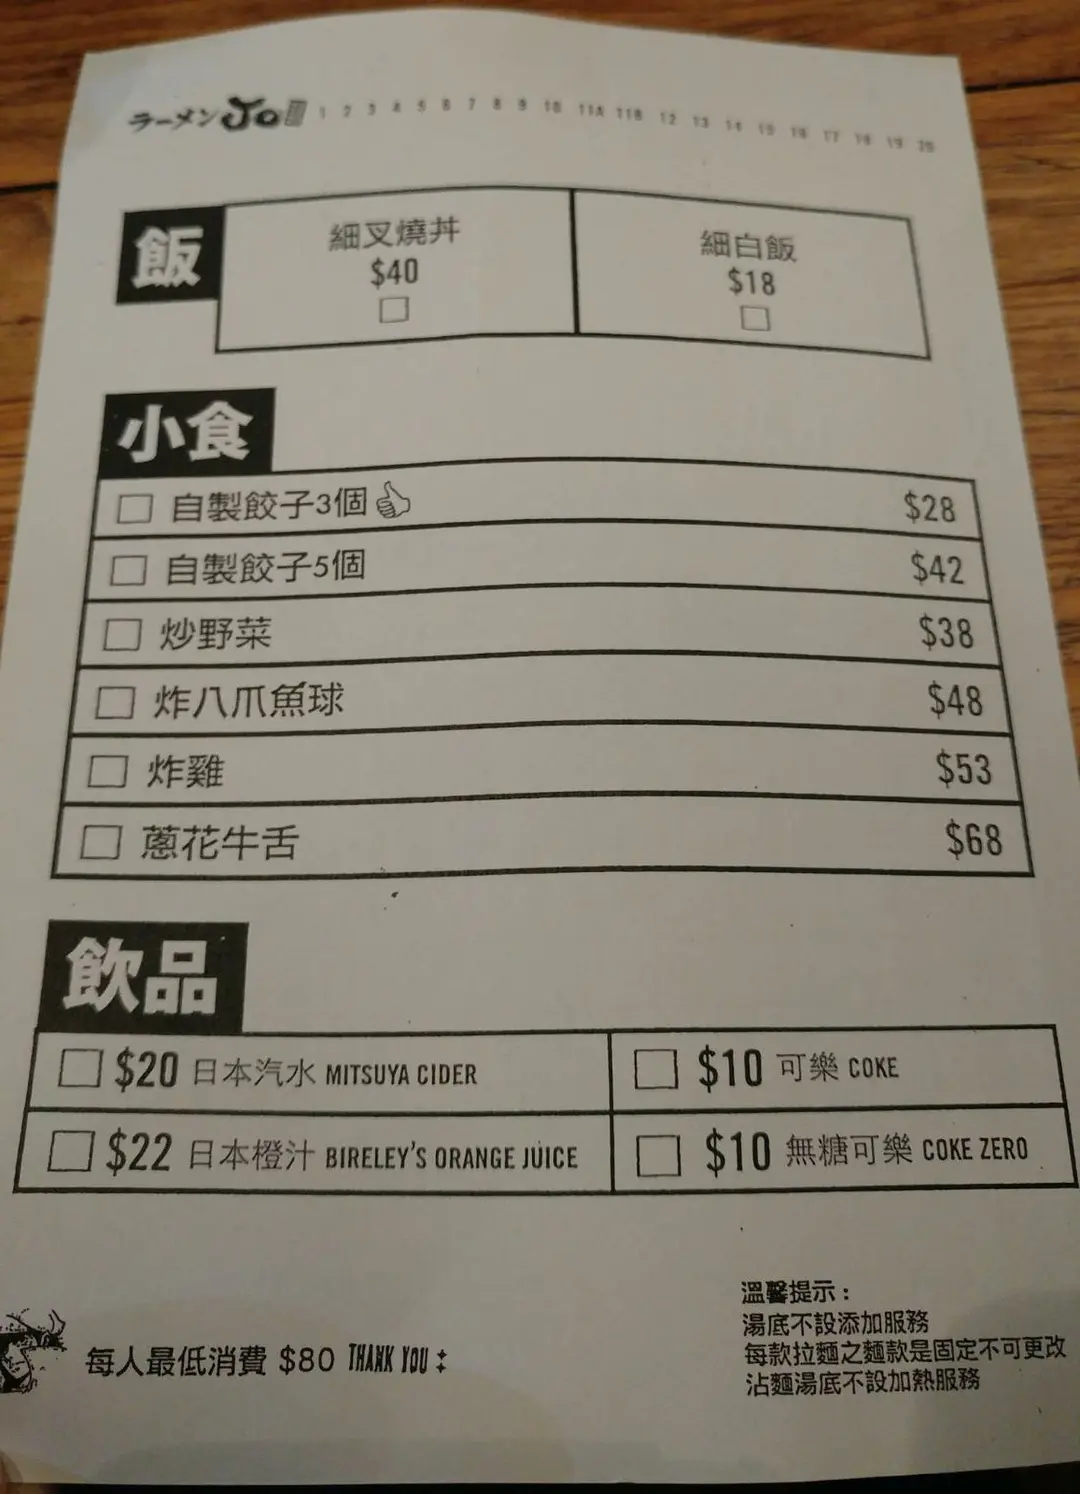 ラーメン Jo 1 2 3 4 5 6 7 8 9 10 11A 11B 12 13 14 15 16 17 18 19 20
飯
細叉燒丼
$40
細白飯
$18
小食
自製餃子3個 $28
自製餃子5個 $42
炒野菜 $38
炸八爪魚球 $48
炸雞 $53
蔥花牛舌 $68
飲品
$20 日本汽水 MITSUYA CIDER
$10 可樂 COKE
$22 日本橙汁 BIRELEY'S ORANGE JUICE
$10 無糖可樂 COKE ZERO
溫馨提示：
湯底不設添加服務
每款拉麵之麵款是固定不可更改
沾麵湯底不設加熱服務
每人最低消費 $80 THANK YOU